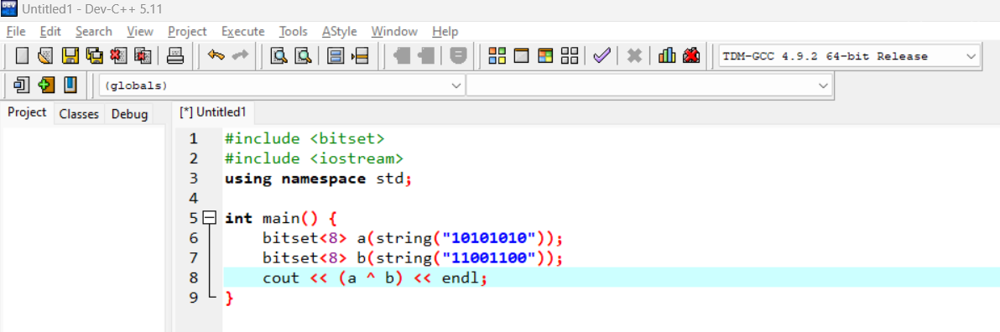 Untitled1 - Dev-C++ 5.11
File Edit Search View Project Execute Tools AStyle Window Help
TDM-GCC 4.9.2 64-bit Release
(globals)
Project Classes Debug [*] Untitled1
1 #include <bitset>
2 #include <iostream>
3 using namespace std;
4
5 int main() {
6 bitset<8> a(string("10101010"));
7 bitset<8> b(string("11001100"));
8 cout << (a ^ b) << endl;
9 }